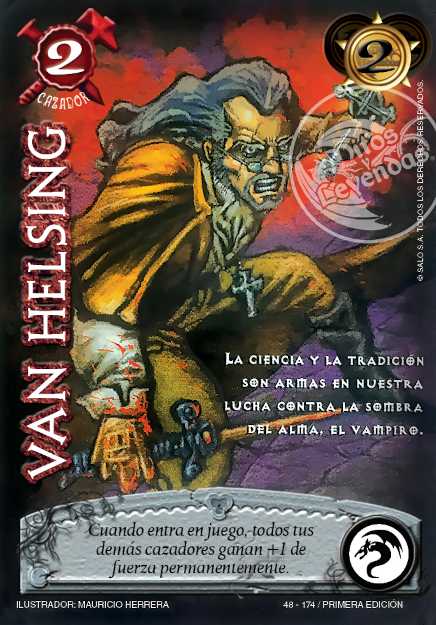 2
CAZADOR
2
Mitos
y
Leyendas
© SALO S.A. TODOS LOS DERECHOS RESERVADOS.
VAN HELSING
LA CIENCIA Y LA TRADICIÓN
SON ARMAS EN NUESTRA
LUCHA CONTRA LA SOMBRA
DEL ALMA, EL VAMPIRO.
Cuando entra en juego, todos tus
demás cazadores ganan +1 de
fuerza permanentemente.
ILUSTRADOR: MAURICIO HERRERA
48 - 174 / PRIMERA EDICIÓN